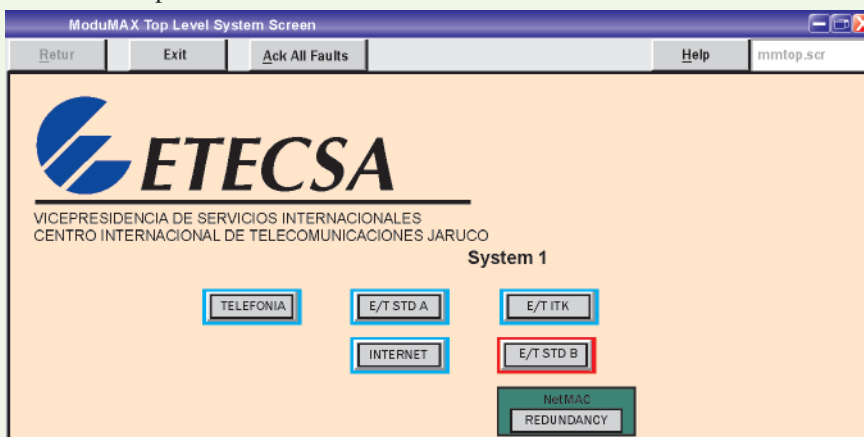 ModuMAX Top Level System Screen
Retur Exit Ack All Faults Help mmtop.scr
ETECSA
VICEPRESIDENCIA DE SERVICIOS INTERNACIONALES
CENTRO INTERNACIONAL DE TELECOMUNICACIONES JARUCO
System 1
TELEFONIA E/T STD A E/T ITK
INTERNET E/T STD B
NetMAC
REDUNDANCY